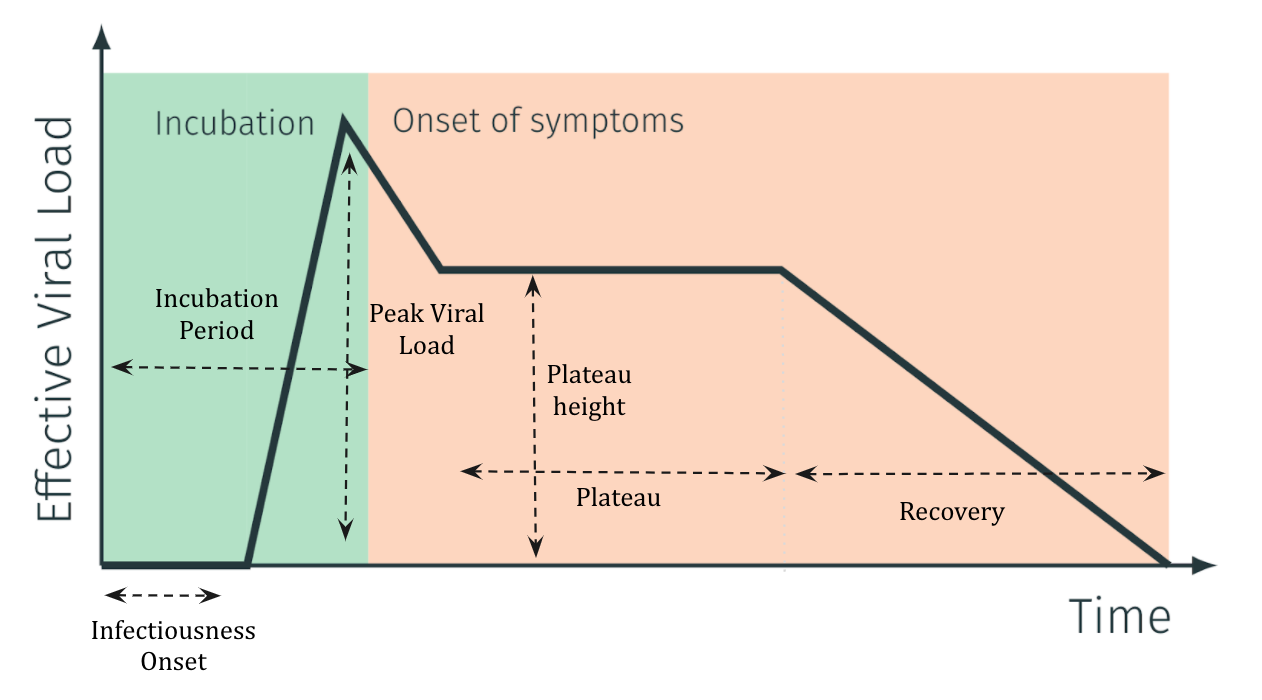 Effective Viral Load
Incubation
Onset of symptoms
Incubation
Period
Peak Viral
Load
Plateau
height
Plateau
Recovery
Infectiousness
Onset
Time